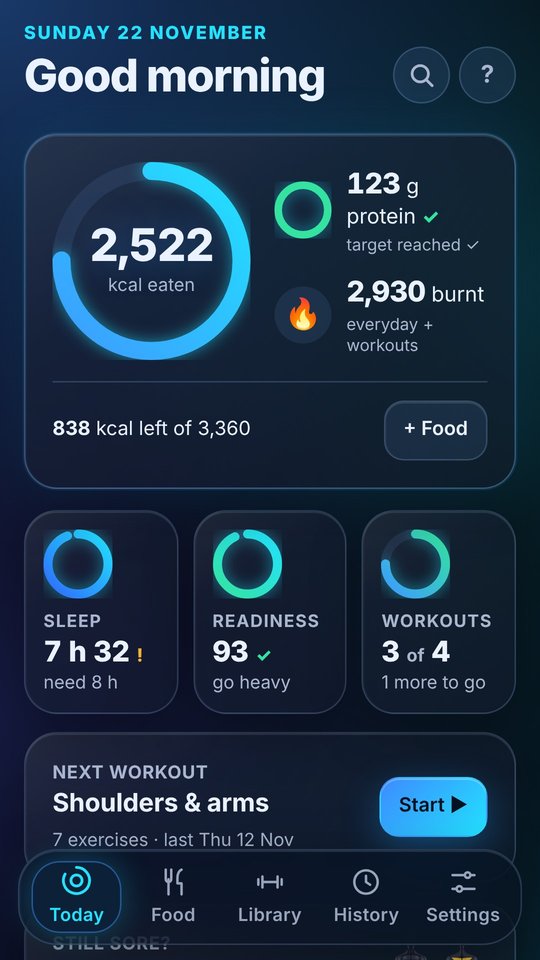 SUNDAY 22 NOVEMBER
Good morning
?
2,522
kcal eaten
123 g
protein ✓
target reached ✓
2,930 burnt
everyday +
workouts
838 kcal left of 3,360
+ Food
SLEEP
7 h 32 !
need 8 h
READINESS
93 ✓
go heavy
WORKOUTS
3 of 4
1 more to go
NEXT WORKOUT
Shoulders & arms
7 exercises · last Thu 12 Nov
Start ▶
Today
Food
Library
History
Settings
STILL SORE?